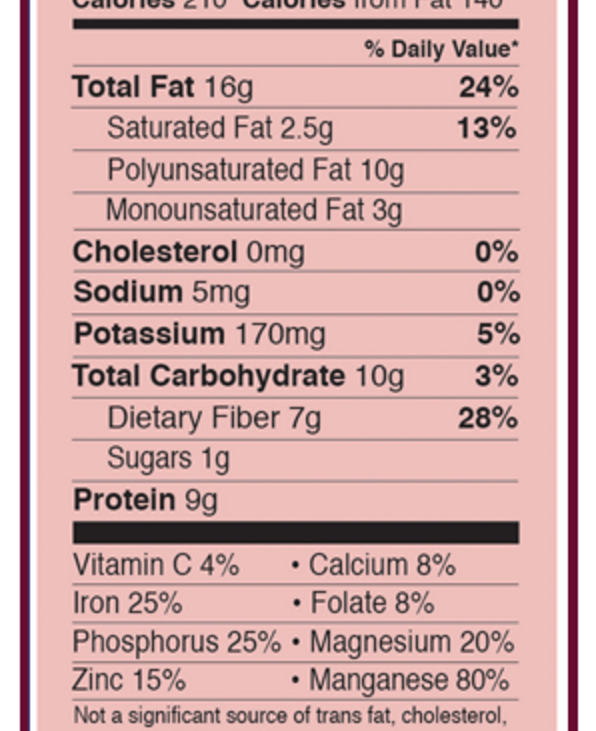 Calories 210 Calories from Fat 140
% Daily Value*
Total Fat 16g 24%
Saturated Fat 2.5g 13%
Polyunsaturated Fat 10g
Monounsaturated Fat 3g
Cholesterol 0mg 0%
Sodium 5mg 0%
Potassium 170mg 5%
Total Carbohydrate 10g 3%
Dietary Fiber 7g 28%
Sugars 1g
Protein 9g
Vitamin C 4% • Calcium 8%
Iron 25% • Folate 8%
Phosphorus 25% • Magnesium 20%
Zinc 15% • Manganese 80%
Not a significant source of trans fat, cholesterol,